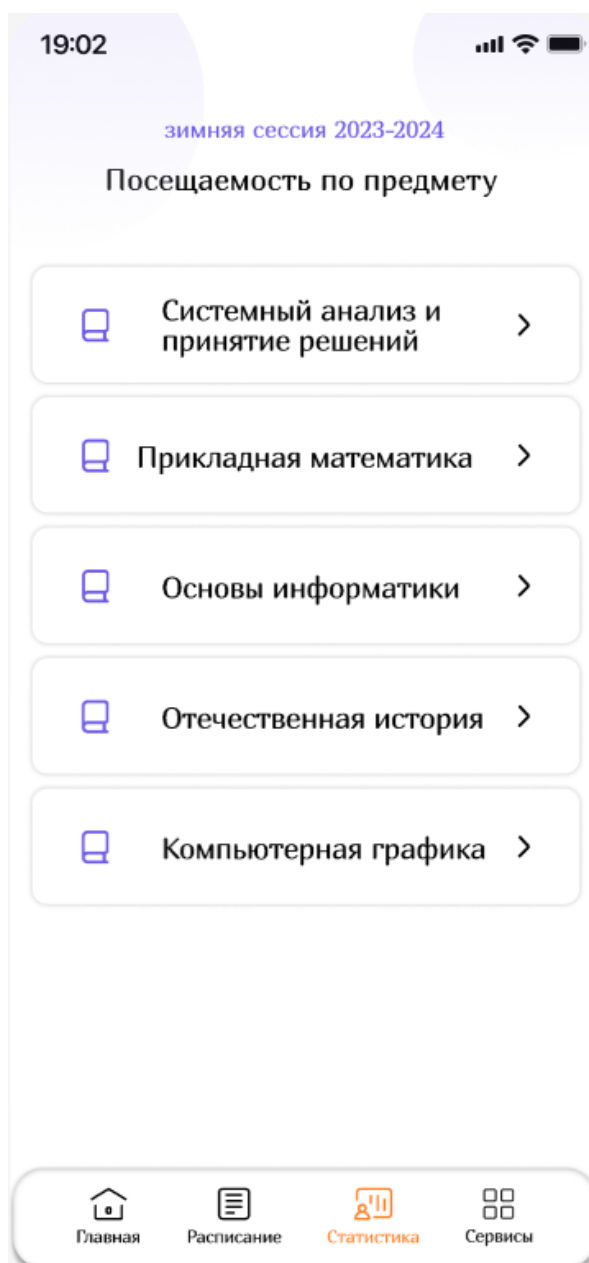 19:02
зимняя сессия 2023-2024
Посещаемость по предмету
Системный анализ и
принятие решений
Прикладная математика
Основы информатики
Отечественная история
Компьютерная графика
Главная
Расписание
Статистика
Сервисы